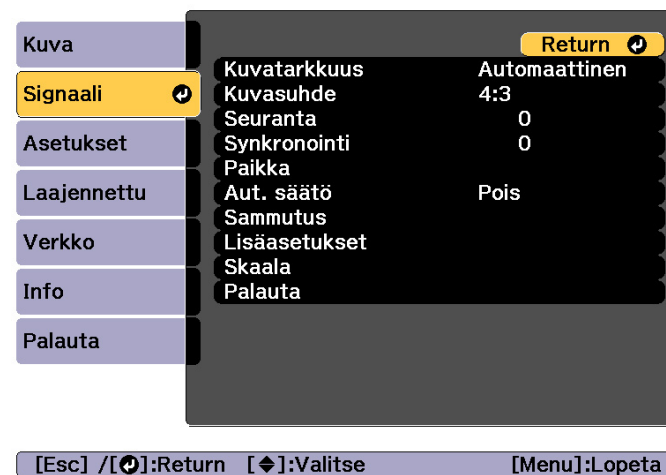 Kuva
Signaali
Asetukset
Laajennettu
Verkko
Info
Palauta
Return
Kuvatarkkuus Automaattinen
Kuvasuhde 4:3
Seuranta 0
Synkronointi 0
Paikka
Aut. säätö Pois
Sammutus
Lisäasetukset
Skaala
Palauta
[Esc] /[⏎]:Return [◆]:Valitse [Menu]:Lopeta